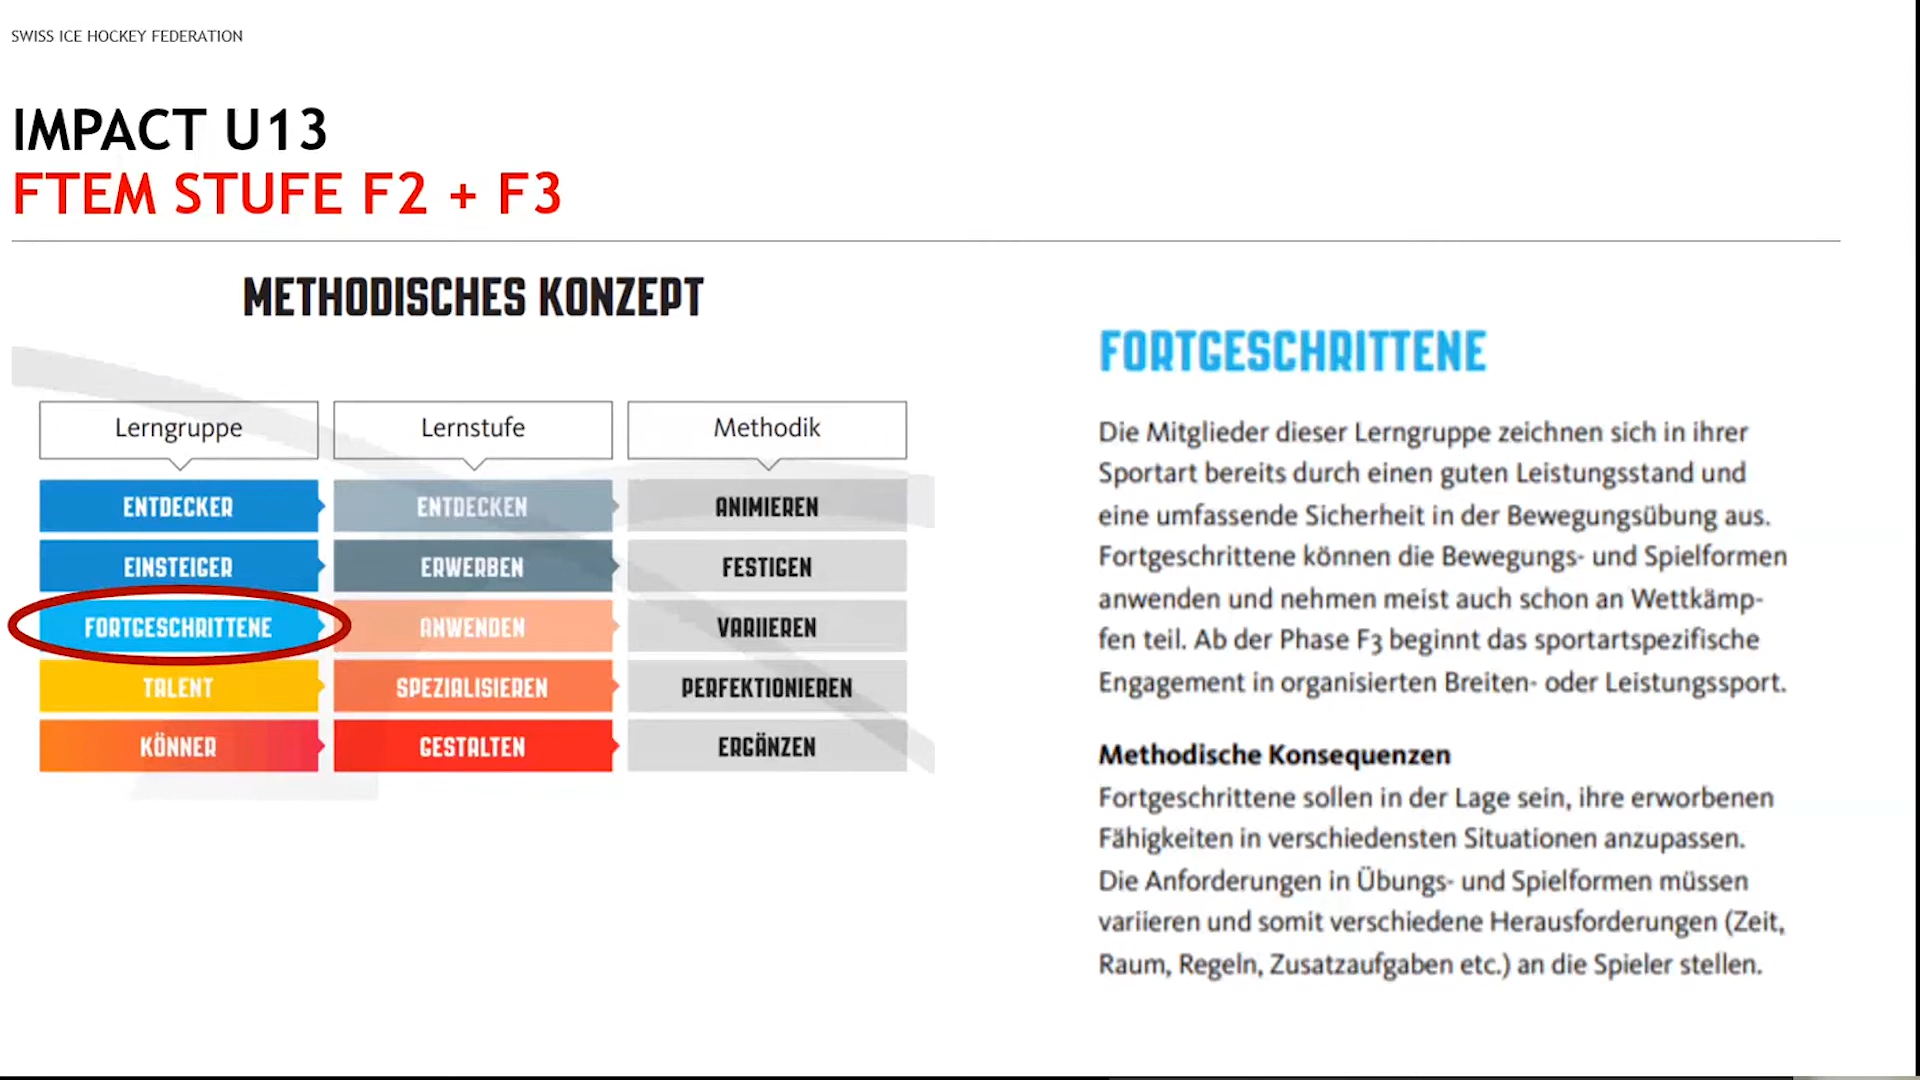 SWISS ICE HOCKEY FEDERATION
IMPACT U13
FTEM STUFE F2 + F3
METHODISCHES KONZEPT
Lerngruppe Lernstufe Methodik
ENTDECKER ENTDECKEN ANIMIEREN
EINSTEIGER ERWERBEN FESTIGEN
FORTGESCHRITTENE ANWENDEN VARIIEREN
TALENT SPEZIALISIEREN PERFEKTIONIEREN
KÖNNER GESTALTEN ERGÄNZEN
FORTGESCHRITTENE
Die Mitglieder dieser Lerngruppe zeichnen sich in ihrer
Sportart bereits durch einen guten Leistungsstand und
eine umfassende Sicherheit in der Bewegungsübung aus.
Fortgeschrittene können die Bewegungs- und Spielformen
anwenden und nehmen meist auch schon an Wettkämp-
fen teil. Ab der Phase F3 beginnt das sportartspezifische
Engagement in organisierten Breiten- oder Leistungssport.
Methodische Konsequenzen
Fortgeschrittene sollen in der Lage sein, ihre erworbenen
Fähigkeiten in verschiedensten Situationen anzupassen.
Die Anforderungen in Übungs- und Spielformen müssen
variieren und somit verschiedene Herausforderungen (Zeit,
Raum, Regeln, Zusatzaufgaben etc.) an die Spieler stellen.